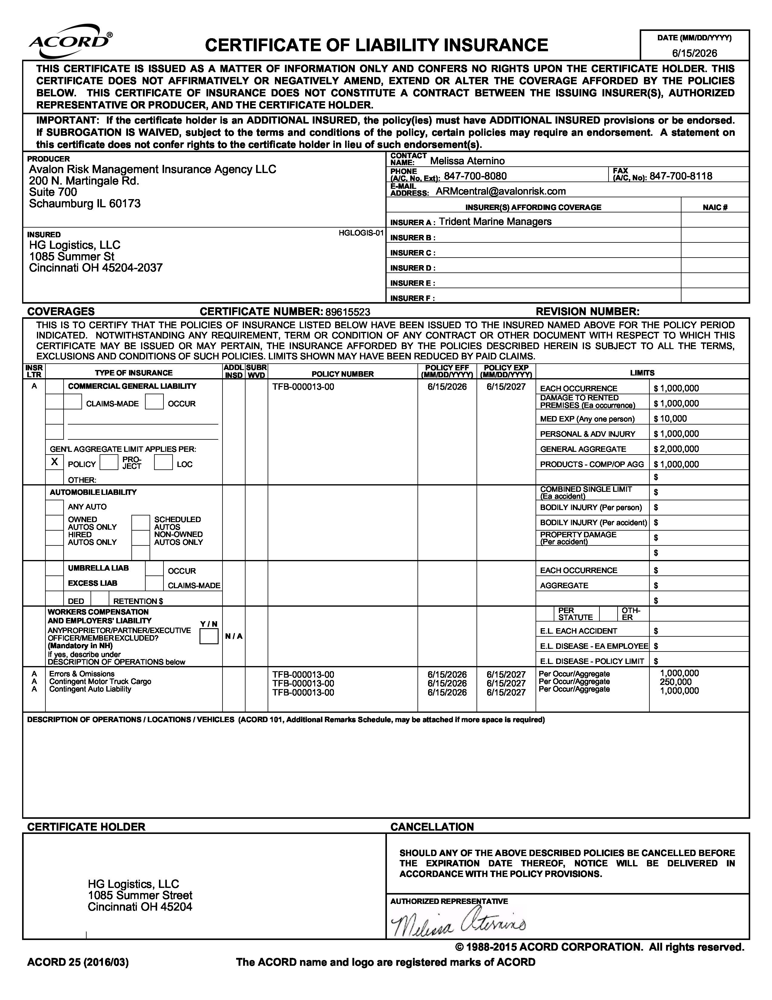 ACORD®
CERTIFICATE OF LIABILITY INSURANCE
DATE (MM/DD/YYYY)
6/15/2026
THIS CERTIFICATE IS ISSUED AS A MATTER OF INFORMATION ONLY AND CONFERS NO RIGHTS UPON THE CERTIFICATE HOLDER. THIS
CERTIFICATE DOES NOT AFFIRMATIVELY OR NEGATIVELY AMEND, EXTEND OR ALTER THE COVERAGE AFFORDED BY THE POLICIES
BELOW. THIS CERTIFICATE OF INSURANCE DOES NOT CONSTITUTE A CONTRACT BETWEEN THE ISSUING INSURER(S), AUTHORIZED
REPRESENTATIVE OR PRODUCER, AND THE CERTIFICATE HOLDER.
IMPORTANT: If the certificate holder is an ADDITIONAL INSURED, the policy(ies) must have ADDITIONAL INSURED provisions or be endorsed.
If SUBROGATION IS WAIVED, subject to the terms and conditions of the policy, certain policies may require an endorsement. A statement on
this certificate does not confer rights to the certificate holder in lieu of such endorsement(s).
PRODUCER
Avalon Risk Management Insurance Agency LLC
200 N. Martingale Rd.
Suite 700
Schaumburg IL 60173
CONTACT
NAME: Melissa Aternino
PHONE
(A/C, No, Ext): 847-700-8080
FAX
(A/C, No): 847-700-8118
E-MAIL
ADDRESS: ARMcentral@avalonrisk.com
INSURER(S) AFFORDING COVERAGE NAIC #
INSURER A : Trident Marine Managers
INSURED HGLOGIS-01
HG Logistics, LLC
1085 Summer St
Cincinnati OH 45204-2037
INSURER B :
INSURER C :
INSURER D :
INSURER E :
INSURER F :
COVERAGES CERTIFICATE NUMBER: 89615523 REVISION NUMBER:
THIS IS TO CERTIFY THAT THE POLICIES OF INSURANCE LISTED BELOW HAVE BEEN ISSUED TO THE INSURED NAMED ABOVE FOR THE POLICY PERIOD
INDICATED. NOTWITHSTANDING ANY REQUIREMENT, TERM OR CONDITION OF ANY CONTRACT OR OTHER DOCUMENT WITH RESPECT TO WHICH THIS
CERTIFICATE MAY BE ISSUED OR MAY PERTAIN, THE INSURANCE AFFORDED BY THE POLICIES DESCRIBED HEREIN IS SUBJECT TO ALL THE TERMS,
EXCLUSIONS AND CONDITIONS OF SUCH POLICIES. LIMITS SHOWN MAY HAVE BEEN REDUCED BY PAID CLAIMS.
INSR
LTR
TYPE OF INSURANCE
ADDL
INSD
SUBR
WVD
POLICY NUMBER
POLICY EFF
(MM/DD/YYYY)
POLICY EXP
(MM/DD/YYYY)
LIMITS
A COMMERCIAL GENERAL LIABILITY TFB-000013-00 6/15/2026 6/15/2027 EACH OCCURRENCE $ 1,000,000
CLAIMS-MADE OCCUR
DAMAGE TO RENTED
PREMISES (Ea occurrence) $ 1,000,000
MED EXP (Any one person) $ 10,000
PERSONAL & ADV INJURY $ 1,000,000
GEN'L AGGREGATE LIMIT APPLIES PER: GENERAL AGGREGATE $ 2,000,000
X POLICY PRO-
JECT LOC PRODUCTS - COMP/OP AGG $ 1,000,000
OTHER: $
AUTOMOBILE LIABILITY COMBINED SINGLE LIMIT
(Ea accident) $
ANY AUTO BODILY INJURY (Per person) $
OWNED
AUTOS ONLY
SCHEDULED
AUTOS
BODILY INJURY (Per accident) $
HIRED
AUTOS ONLY
NON-OWNED
AUTOS ONLY
PROPERTY DAMAGE
(Per accident) $
$
UMBRELLA LIAB OCCUR EACH OCCURRENCE $
EXCESS LIAB CLAIMS-MADE AGGREGATE $
DED RETENTION $ $
WORKERS COMPENSATION
AND EMPLOYERS' LIABILITY Y / N
ANYPROPRIETOR/PARTNER/EXECUTIVE
OFFICER/MEMBEREXCLUDED? N / A
(Mandatory in NH)
If yes, describe under
DESCRIPTION OF OPERATIONS below
PER
STATUTE
OTH-
ER
E.L. EACH ACCIDENT $
E.L. DISEASE - EA EMPLOYEE $
E.L. DISEASE - POLICY LIMIT $
A Errors & Omissions TFB-000013-00 6/15/2026 6/15/2027 Per Occur/Aggregate 1,000,000
A Contingent Motor Truck Cargo TFB-000013-00 6/15/2026 6/15/2027 Per Occur/Aggregate 250,000
A Contingent Auto Liability TFB-000013-00 6/15/2026 6/15/2027 Per Occur/Aggregate 1,000,000
DESCRIPTION OF OPERATIONS / LOCATIONS / VEHICLES (ACORD 101, Additional Remarks Schedule, may be attached if more space is required)
CERTIFICATE HOLDER
HG Logistics, LLC
1085 Summer Street
Cincinnati OH 45204
CANCELLATION
SHOULD ANY OF THE ABOVE DESCRIBED POLICIES BE CANCELLED BEFORE
THE EXPIRATION DATE THEREOF, NOTICE WILL BE DELIVERED IN
ACCORDANCE WITH THE POLICY PROVISIONS.
AUTHORIZED REPRESENTATIVE
Melissa Aternino
© 1988-2015 ACORD CORPORATION. All rights reserved.
ACORD 25 (2016/03) The ACORD name and logo are registered marks of ACORD